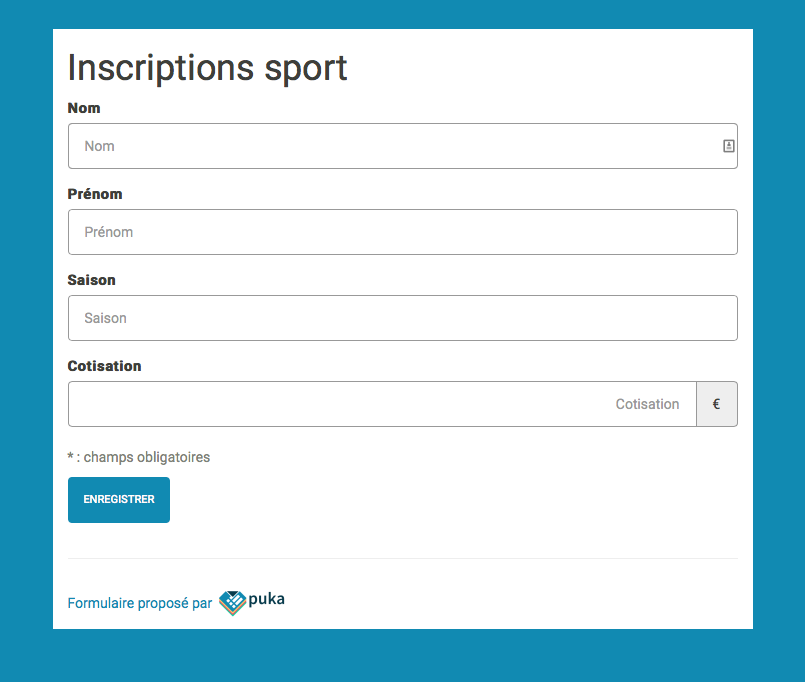 Inscriptions sport
Nom
Nom
Prénom
Prénom
Saison
Saison
Cotisation
Cotisation €
* : champs obligatoires
ENREGISTRER
Formulaire proposé par puka